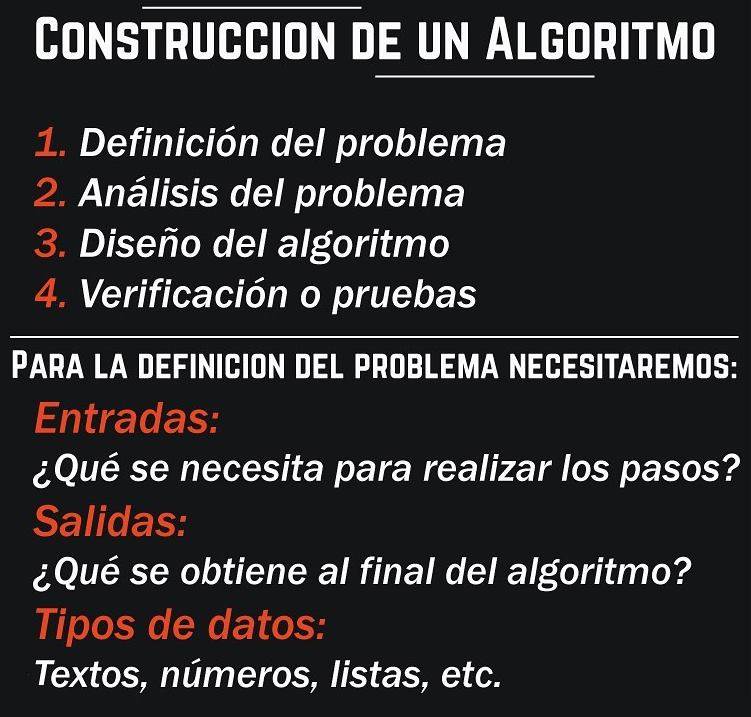 CONSTRUCCION DE UN ALGORITMO
1. Definición del problema
2. Análisis del problema
3. Diseño del algoritmo
4. Verificación o pruebas
PARA LA DEFINICION DEL PROBLEMA NECESITAREMOS:
Entradas:
¿Qué se necesita para realizar los pasos?
Salidas:
¿Qué se obtiene al final del algoritmo?
Tipos de datos:
Textos, números, listas, etc.